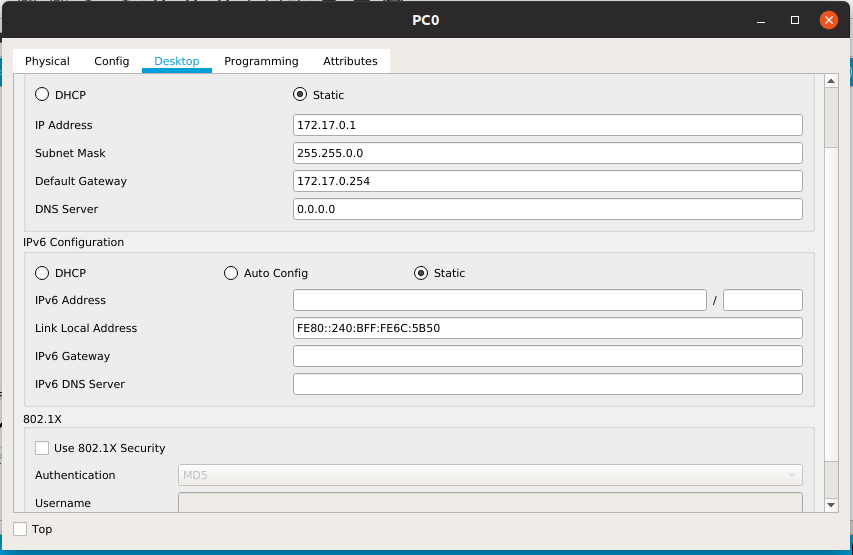 PC0
Physical Config Desktop Programming Attributes
DHCP Static
IP Address 172.17.0.1
Subnet Mask 255.255.0.0
Default Gateway 172.17.0.254
DNS Server 0.0.0.0
IPv6 Configuration
DHCP Auto Config Static
IPv6 Address /
Link Local Address FE80::240:BFF:FE6C:5B50
IPv6 Gateway
IPv6 DNS Server
802.1X
Use 802.1X Security
Authentication MD5
Username
Top